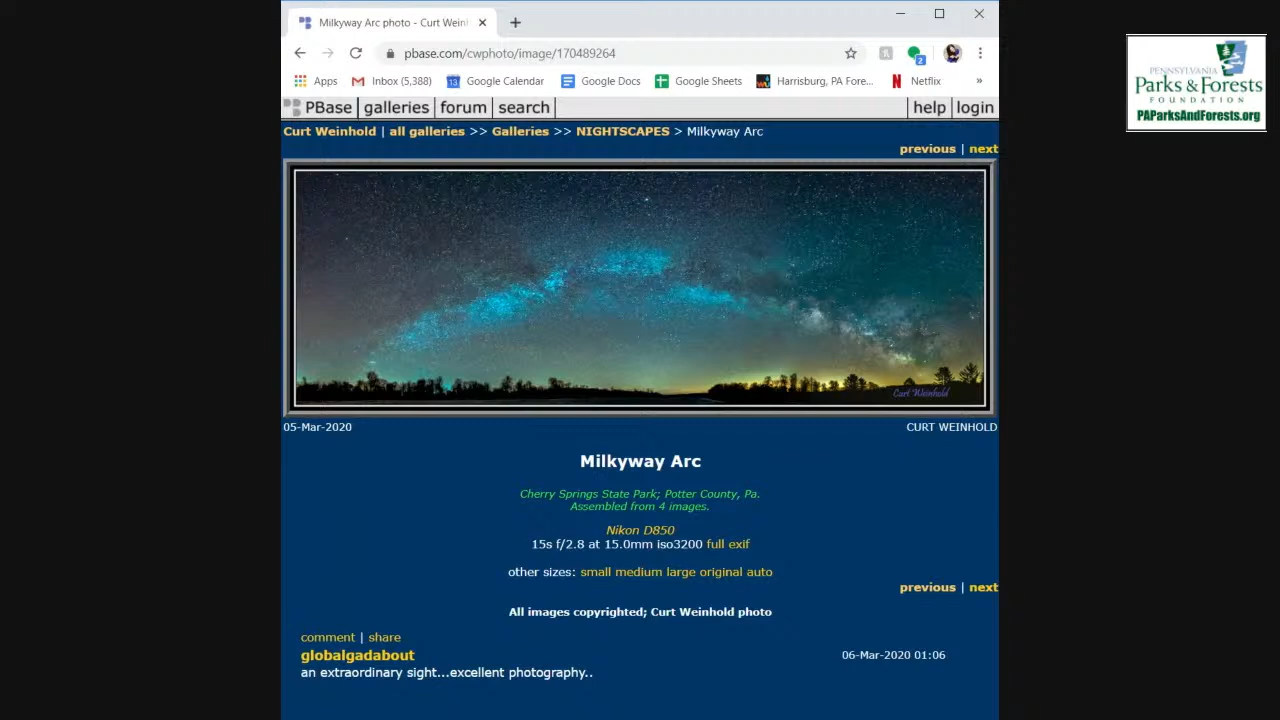 Milkyway Arc photo - Curt Wein
pbase.com/cwphoto/image/170489264
2
Apps
Inbox (5,388)
13
Google Calendar
Google Docs
Google Sheets
Harrisburg, PA Fore...
Netflix
»
PBase
galleries
forum
search
help
login
Curt Weinhold | all galleries >> Galleries >> NIGHTSCAPES > Milkyway Arc
previous | next
Curt Weinhold
05-Mar-2020
CURT WEINHOLD
Milkyway Arc
Cherry Springs State Park; Potter County, Pa.
Assembled from 4 images.
Nikon D850
15s f/2.8 at 15.0mm iso3200 full exif
other sizes: small medium large original auto
previous | next
All images copyrighted; Curt Weinhold photo
comment | share
globalgadabout
06-Mar-2020 01:06
an extraordinary sight...excellent photography..
PENNSYLVANIA
Parks & Forests
FOUNDATION
PAParksAndForests.org